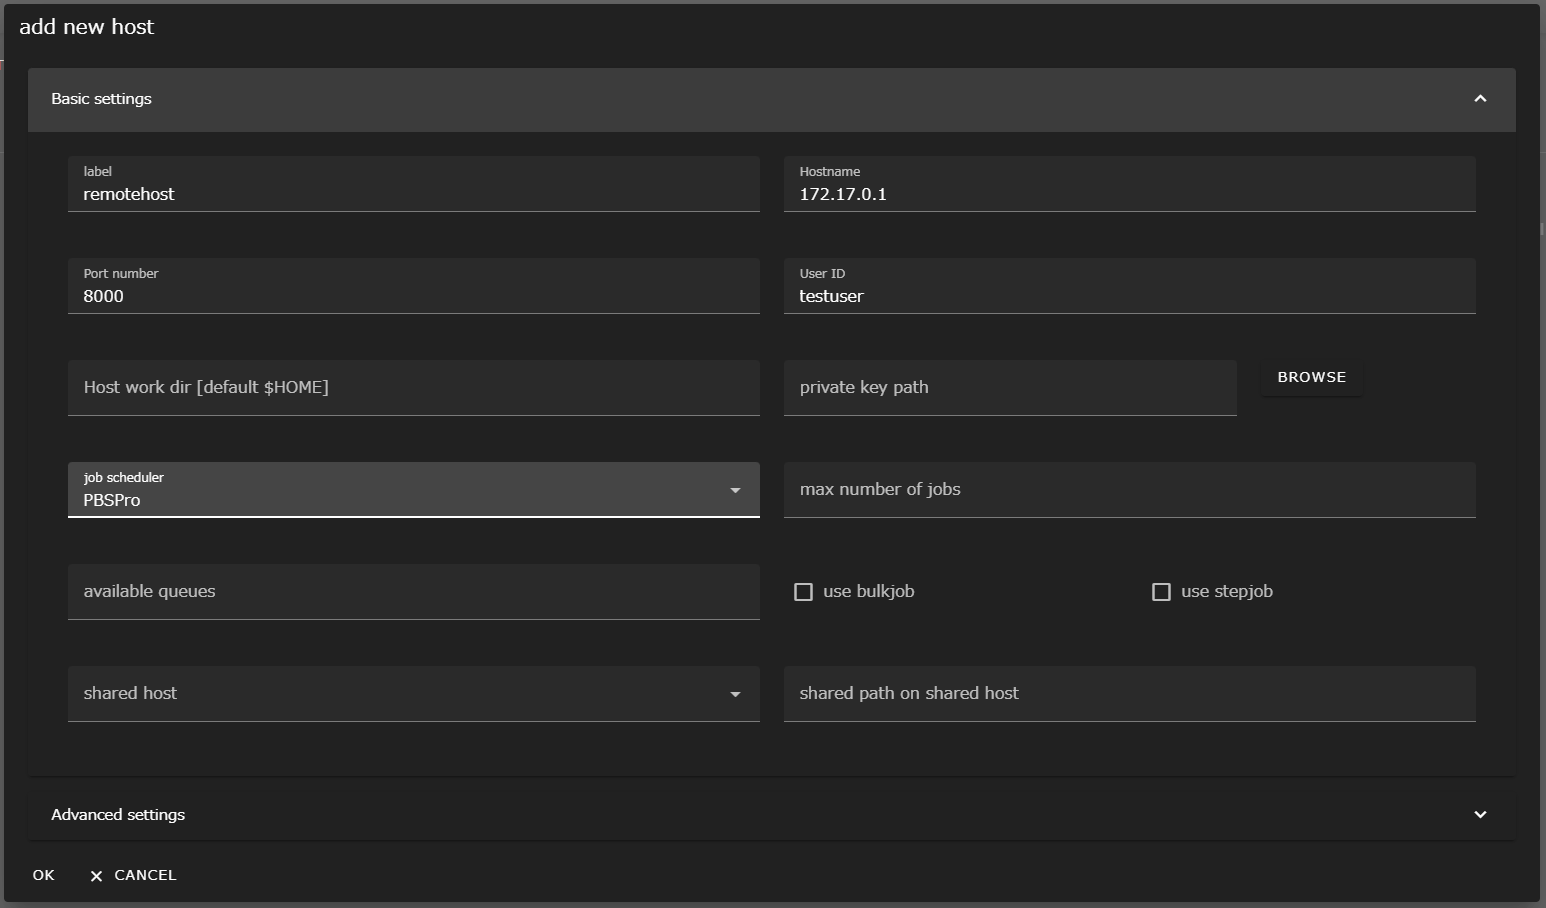 add new host
Basic settings
label
remotehost
Hostname
172.17.0.1
Port number
8000
User ID
testuser
Host work dir [default $HOME]
private key path
BROWSE
job scheduler
PBSPro
max number of jobs
available queues
use bulkjob
use stepjob
shared host
shared path on shared host
Advanced settings
OK
CANCEL